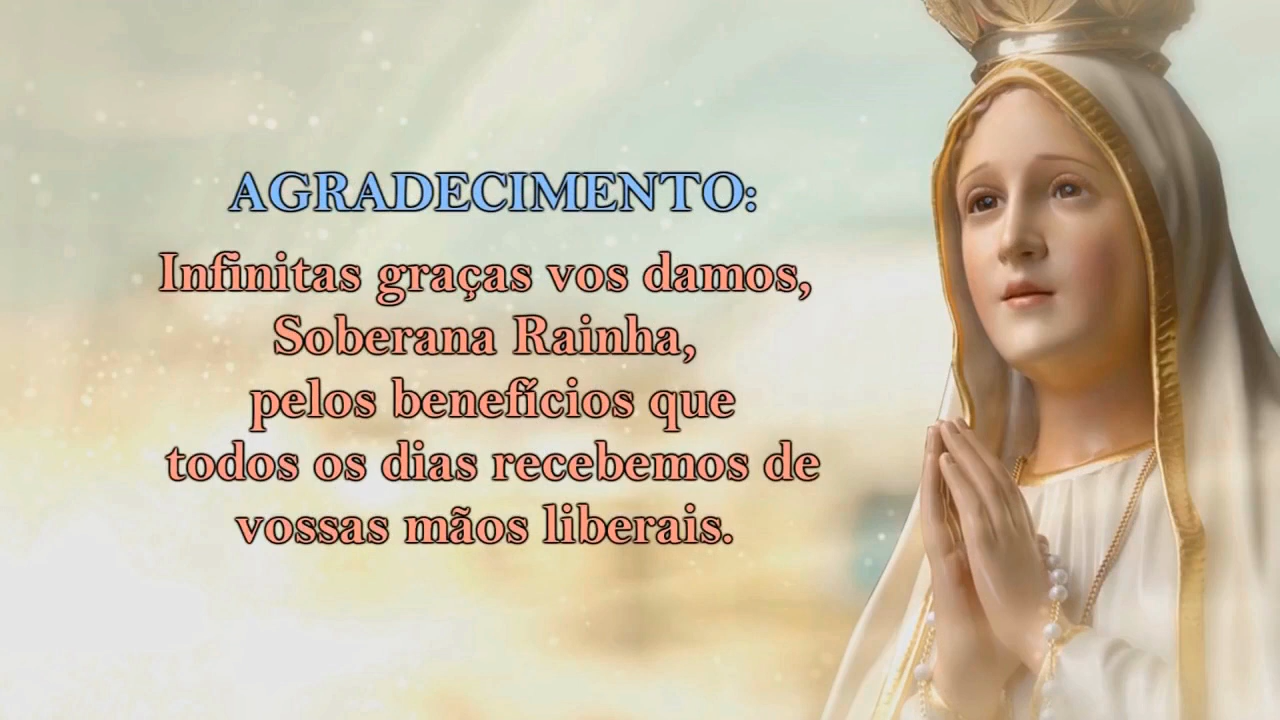 AGRADECIMENTO:
Infinitas graças vos damos,
Soberana Rainha,
pelos benefícios que
todos os dias recebemos de
vossas mãos liberais.